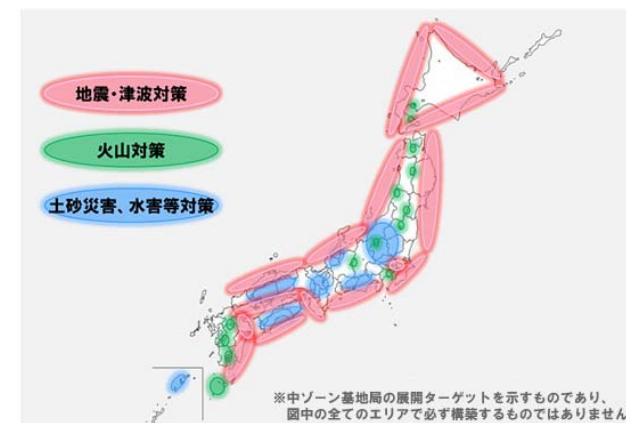 地震・津波対策
火山対策
土砂災害、水害等対策
※中ゾーン基地局の展開ターゲットを示すものであり、
図中の全てのエリアで必ず構築するものではありません